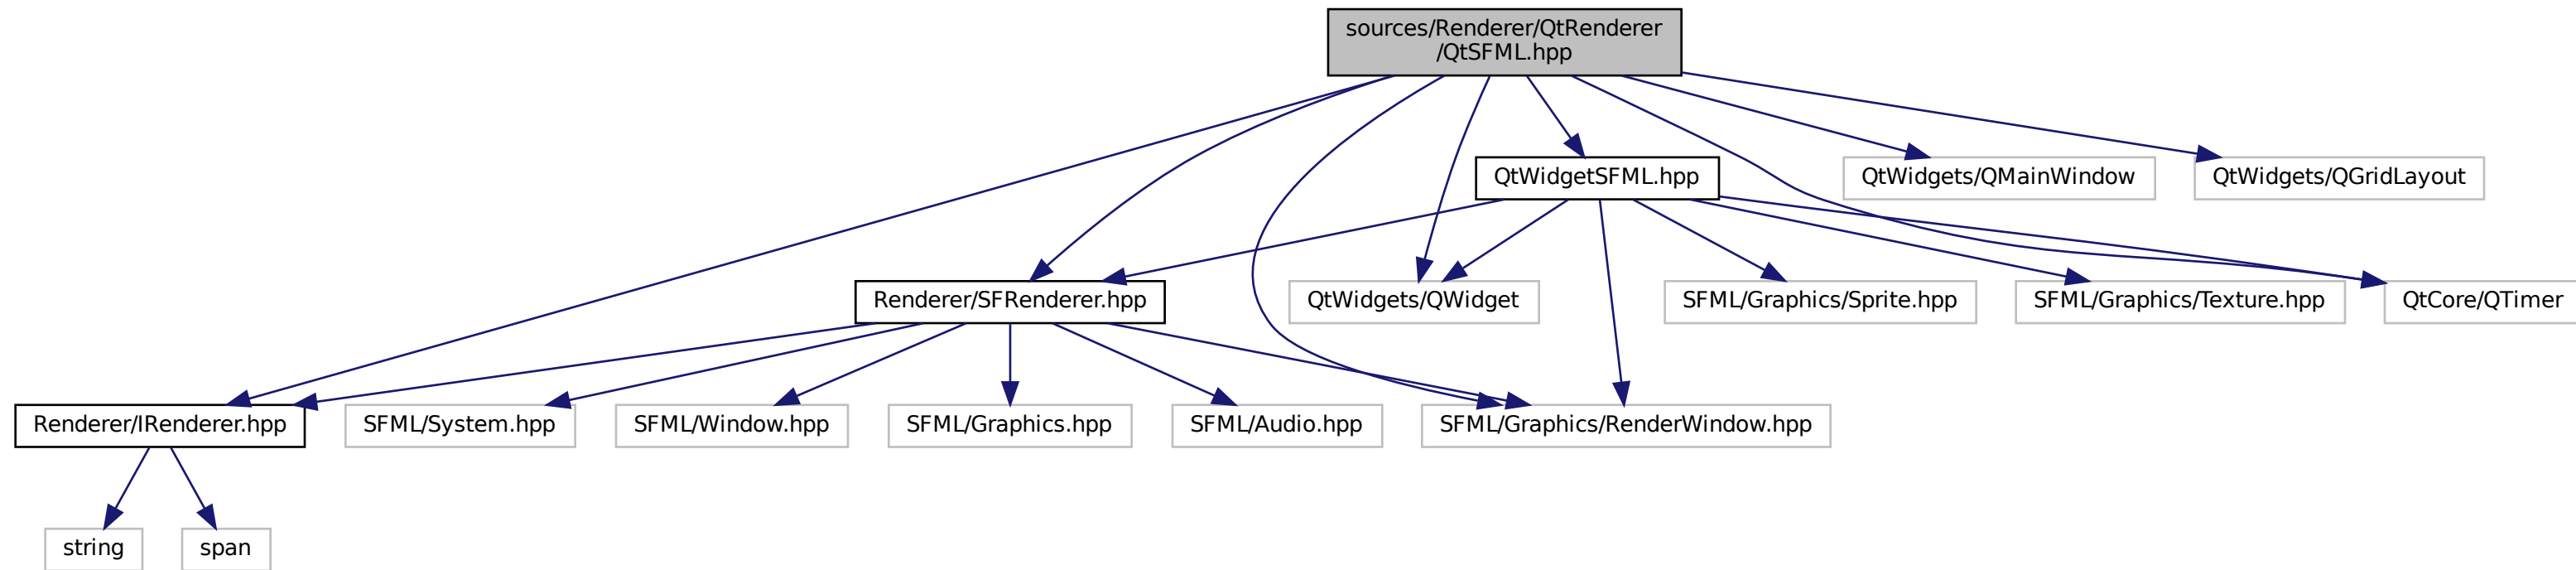 sources/Renderer/QtRenderer
/QtSFML.hpp
QtWidgetSFML.hpp
QtWidgets/QMainWindow
QtWidgets/QGridLayout
Renderer/SFRenderer.hpp
QtWidgets/QWidget
SFML/Graphics/Sprite.hpp
SFML/Graphics/Texture.hpp
QtCore/QTimer
Renderer/IRenderer.hpp
SFML/System.hpp
SFML/Window.hpp
SFML/Graphics.hpp
SFML/Audio.hpp
SFML/Graphics/RenderWindow.hpp
string
span